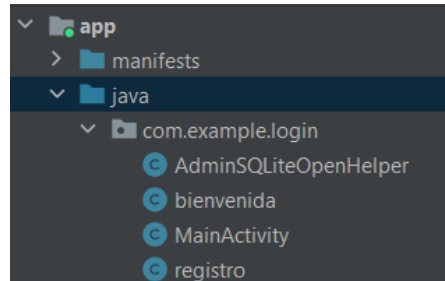 app
manifests
java
com.example.login
C AdminSQLiteOpenHelper
C bienvenida
C MainActivity
C registro